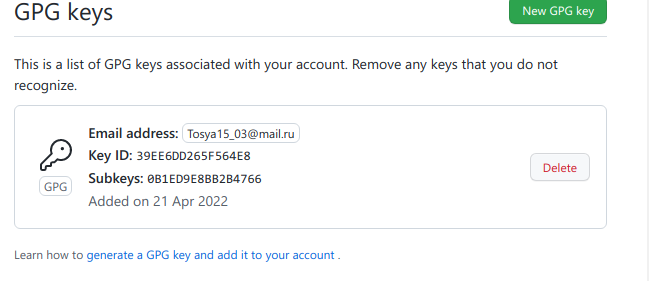 GPG keys
New GPG key
This is a list of GPG keys associated with your account. Remove any keys that you do not
recognize.
Email address: Tosya15_03@mail.ru
Key ID: 39EE6DD265F564E8
GPG
Subkeys: 0B1ED9E8BB2B4766
Delete
Added on 21 Apr 2022
Learn how to generate a GPG key and add it to your account .